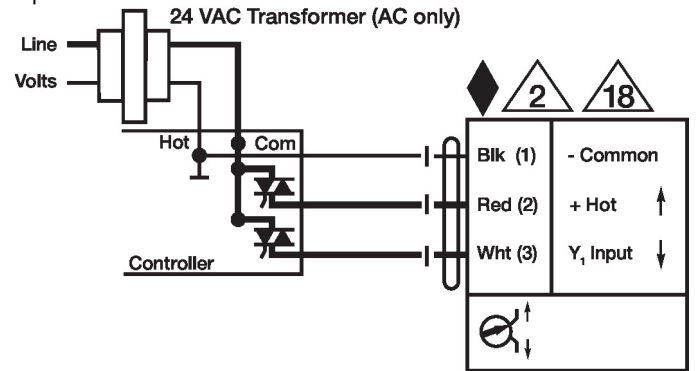 24 VAC Transformer (AC only)
Line
Volts
2
18
Hot
Com
Blk (1)
- Common
Red (2)
+ Hot
Wht (3)
Y₁ Input
Controller